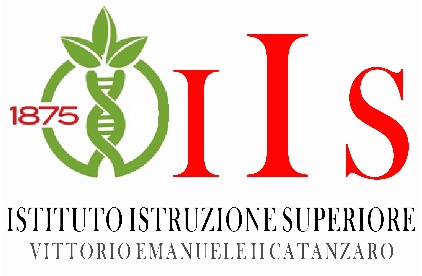 1875
IIS
ISTITUTO ISTRUZIONE SUPERIORE
VITTORIO EMANUELE II CATANZARO